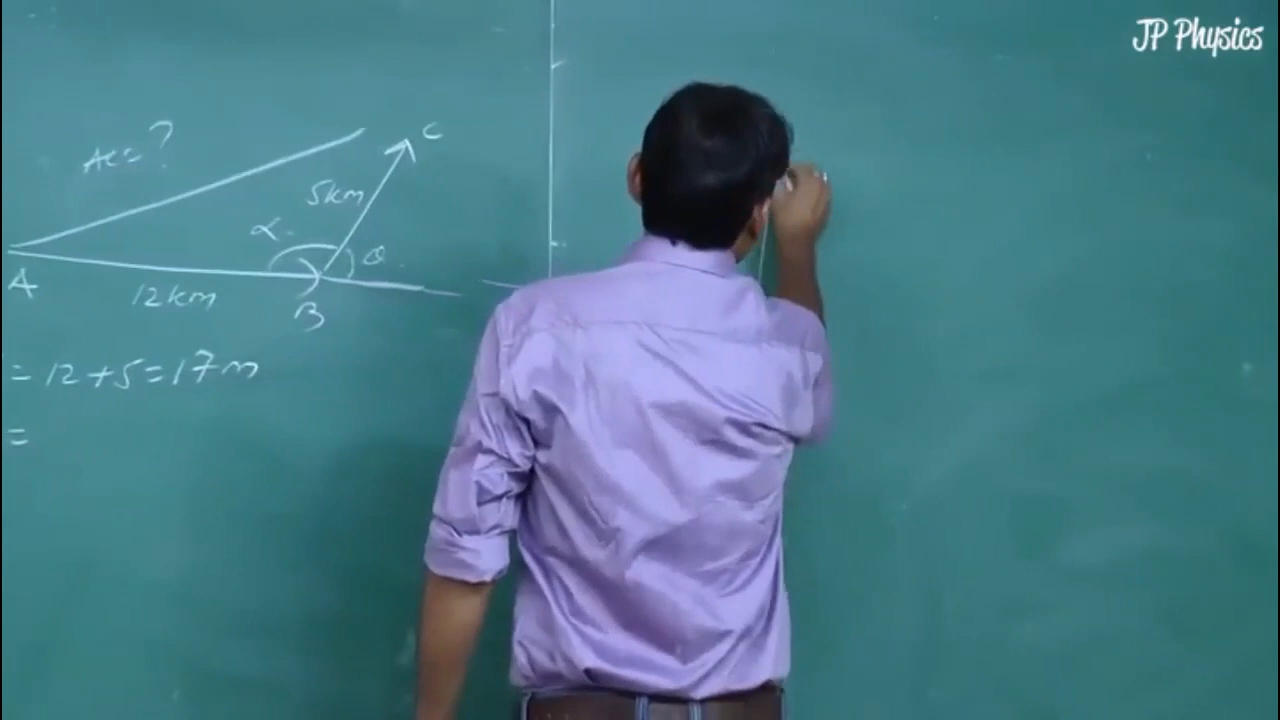 JP Physics
AC = ?
C
5km
α
θ
A
12km
B
= 12+5=17m
=